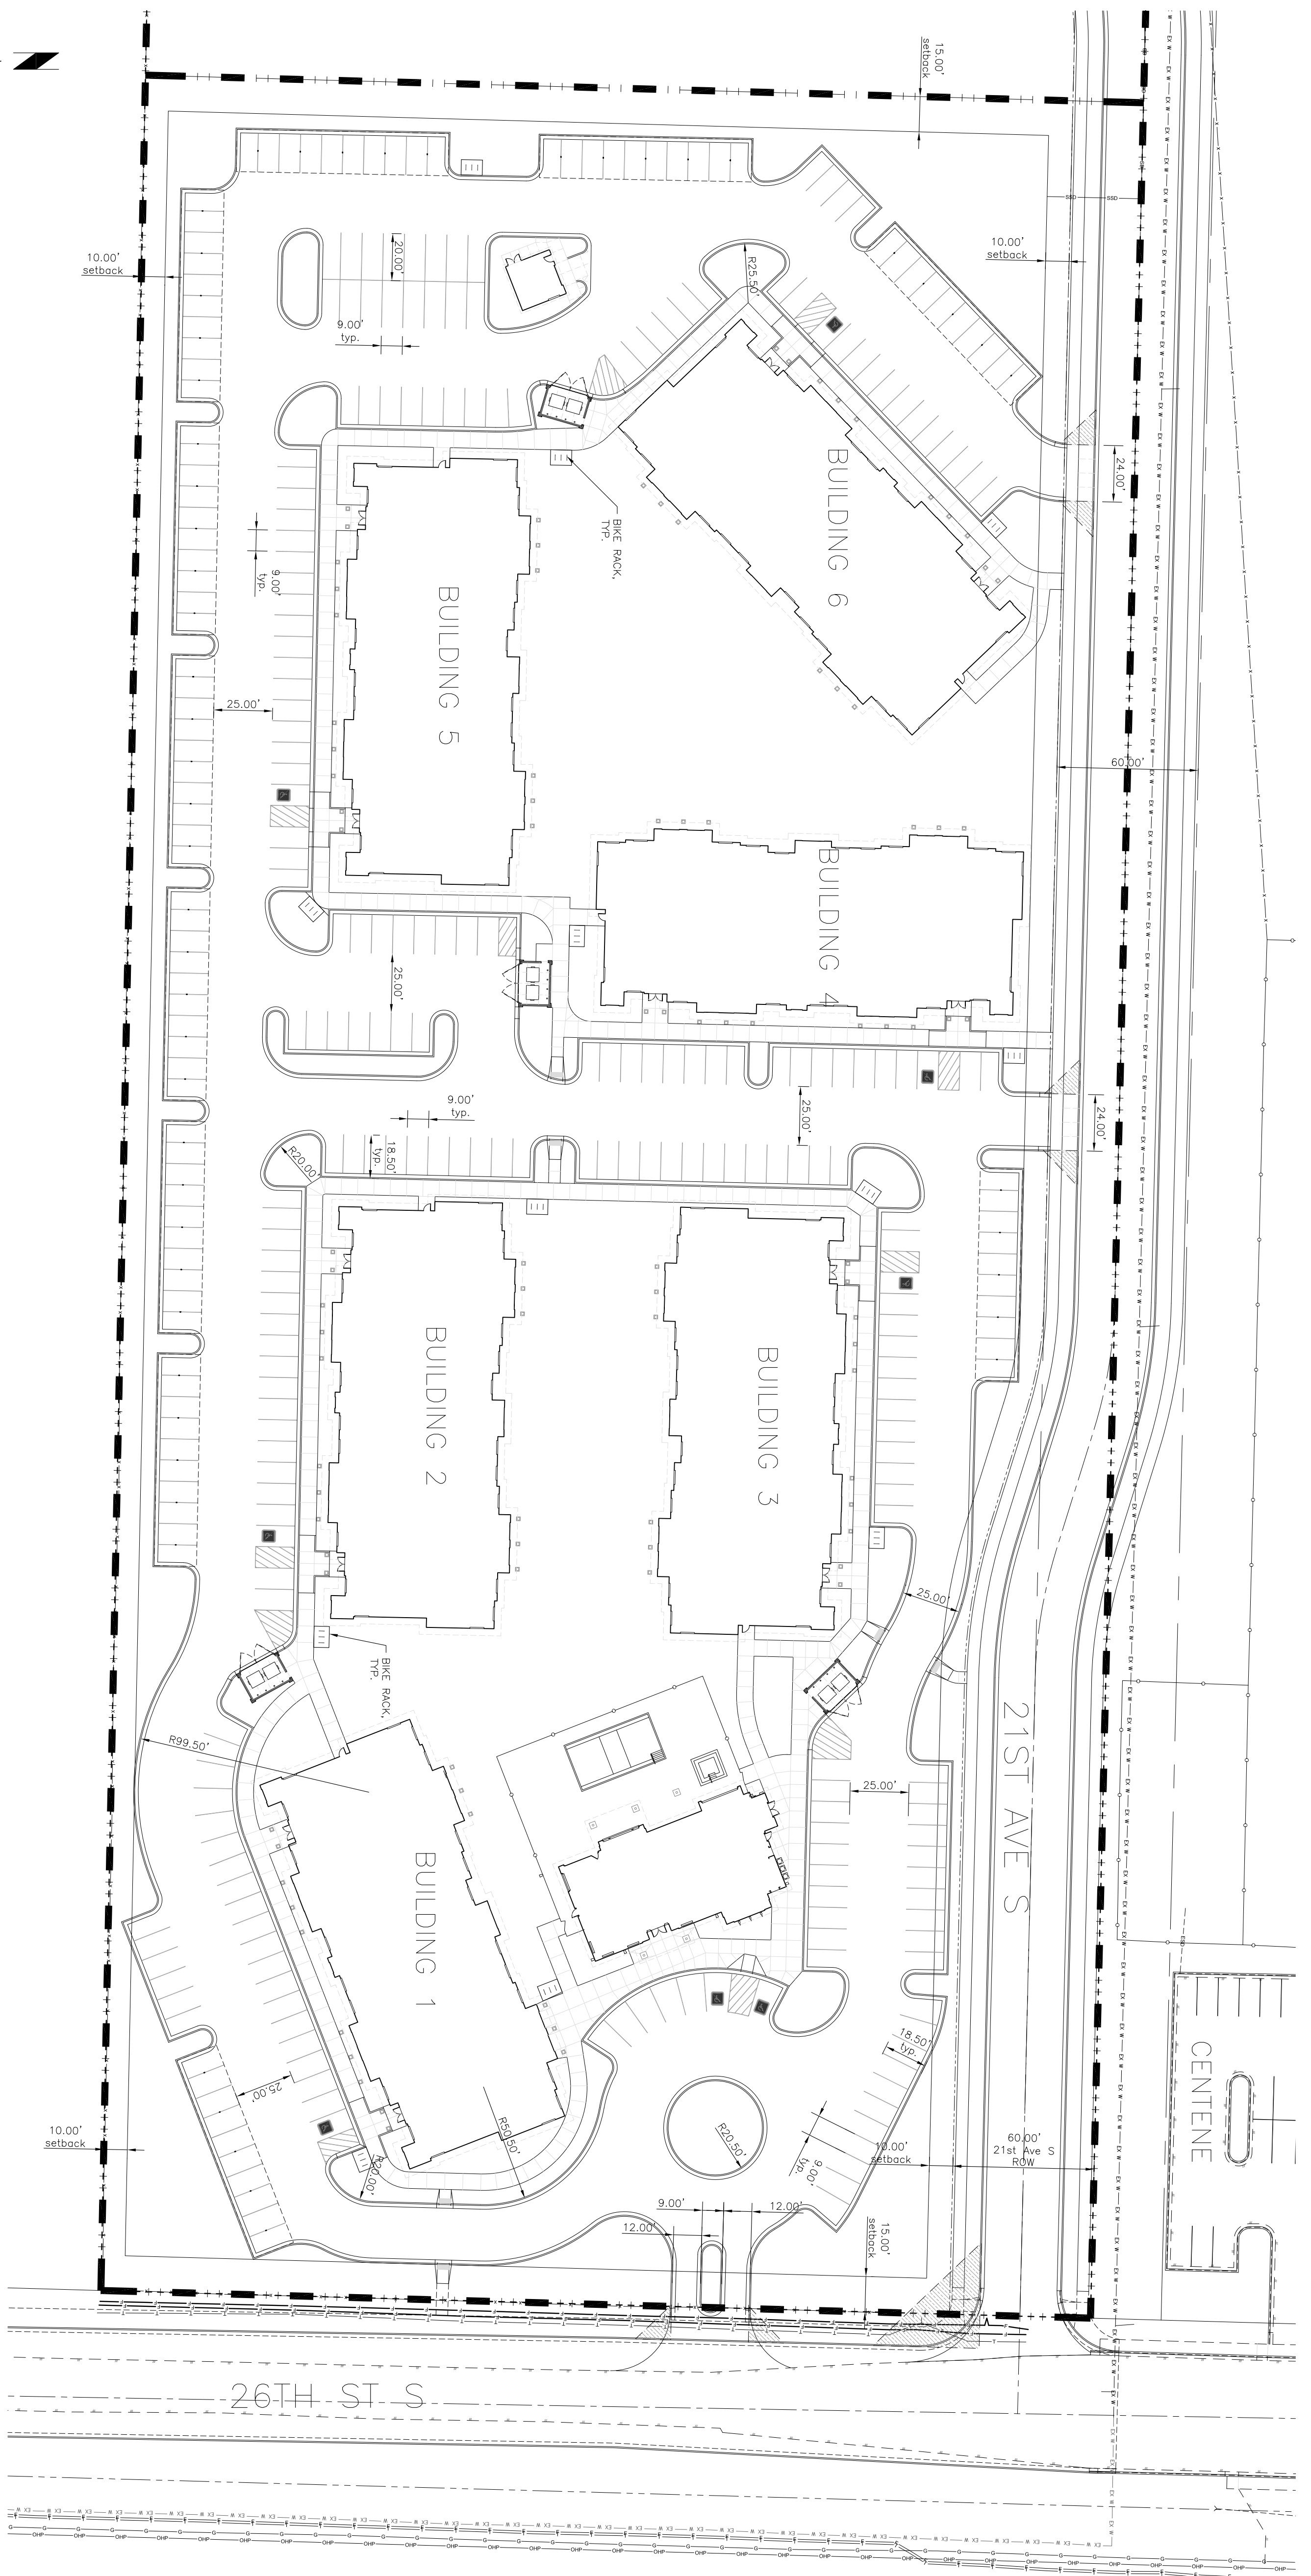 15.00'
setback
10.00'
setback
10.00'
setback
SSD
SSD
R25.50'
20.00'
9.00'
typ.
24.00'
BUILDING 6
BIKE RACK,
TYP.
9.00'
typ.
BUILDING 5
25.00'
60.00'
BUILDING 4
25.00'
24.00'
9.00'
typ.
25.00'
18.50'
typ.
R20.00'
BUILDING 2
BUILDING 3
25.00'
BIKE RACK,
TYP.
21ST AVE S
R99.50'
25.00'
BUILDING 1
CENTENE
18.50'
typ.
25.00'
10.00'
setback
R50.50'
R20.00'
R20.50'
9.00'
typ.
10.00'
setback
60.00'
21st Ave S
ROW
9.00'
12.00'
12.00'
15.00'
setback
26TH ST S
EX W
G
OHP